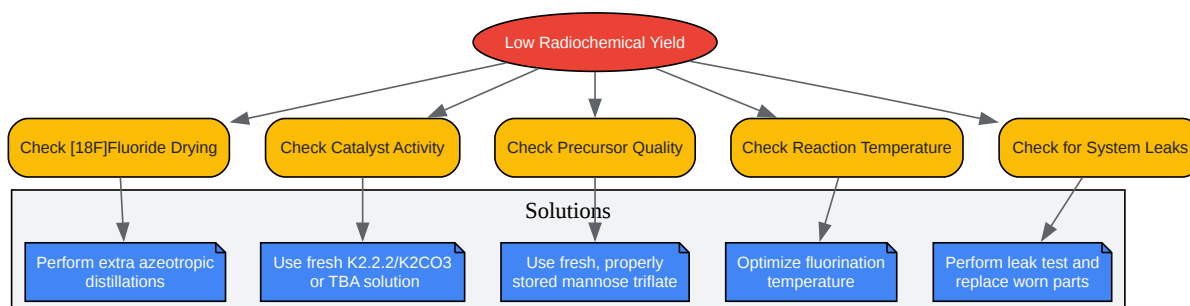 Low Radiochemical Yield
Check [18F]Fluoride Drying
Check Catalyst Activity
Check Precursor Quality
Check Reaction Temperature
Check for System Leaks
Solutions
Perform extra azeotropic
distillations
Use fresh K2.2.2/K2CO3
or TBA solution
Use fresh, properly
stored mannose triflate
Optimize fluorination
temperature
Perform leak test and
replace worn parts